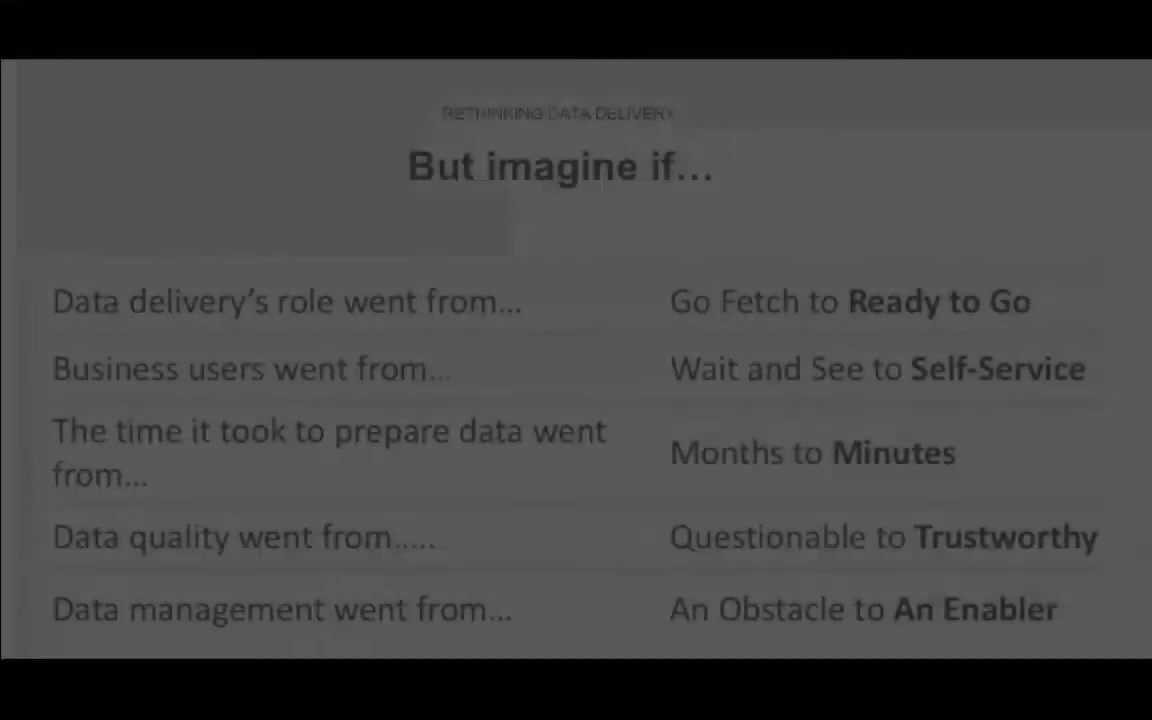 RETHINKING DATA DELIVERY
But imagine if...
Data delivery’s role went from...
Go Fetch to Ready to Go
Business users went from...
Wait and See to Self-Service
The time it took to prepare data went
from...
Months to Minutes
Data quality went from.....
Questionable to Trustworthy
Data management went from...
An Obstacle to An Enabler